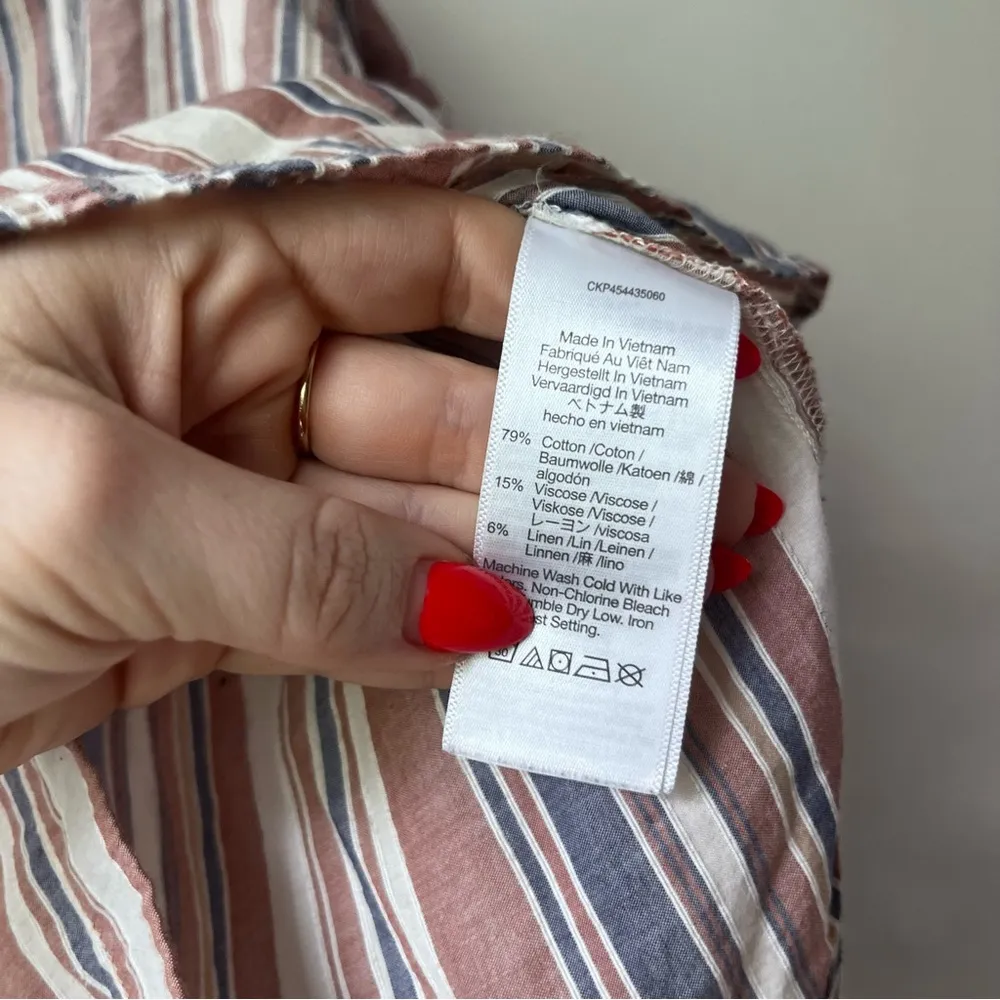 CKP454435060
Made In Vietnam
Fabriqué Au Viêt Nam
Hergestellt In Vietnam
Vervaardigd In Vietnam
ベトナム製
hecho en vietnam
79% Cotton /Coton /
Baumwolle /Katoen /綿 /
algodón
15% Viscose /Viscose /
Viskose /Viscose /
レーヨン /viscosa
6% Linen /Lin /Leinen /
Linnen /麻 /lino
Machine Wash Cold With Like
Non-Chlorine Bleach
Dry Low. Iron
Setting.
30